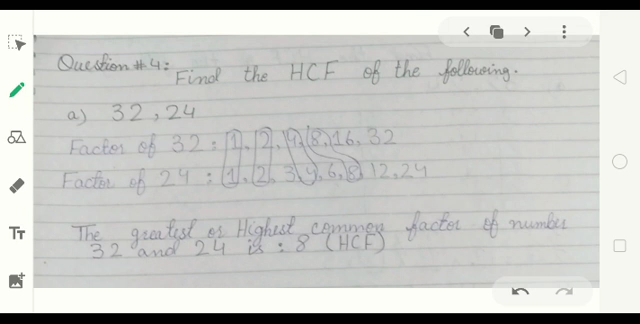 Question #4:
Find the HCF of the following.
a) 32, 24
Factor of 32 : 1, 2, 4, 8, 16, 32
Factor of 24 : 1, 2, 3, 4, 6, 8, 12, 24
The greatest or Highest common factor of number
32 and 24 is : 8 (HCF)
Tт